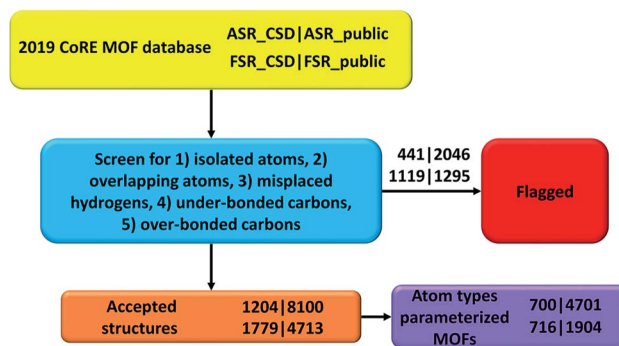 2019 CoRE MOF database
ASR_CSD|ASR_public
FSR_CSD|FSR_public
Screen for 1) isolated atoms, 2)
overlapping atoms, 3) misplaced
hydrogens, 4) under-bonded carbons,
5) over-bonded carbons
441|2046
1119|1295
Flagged
Accepted
structures
1204|8100
1779|4713
Atom types
parameterized
MOFs
700|4701
716|1904